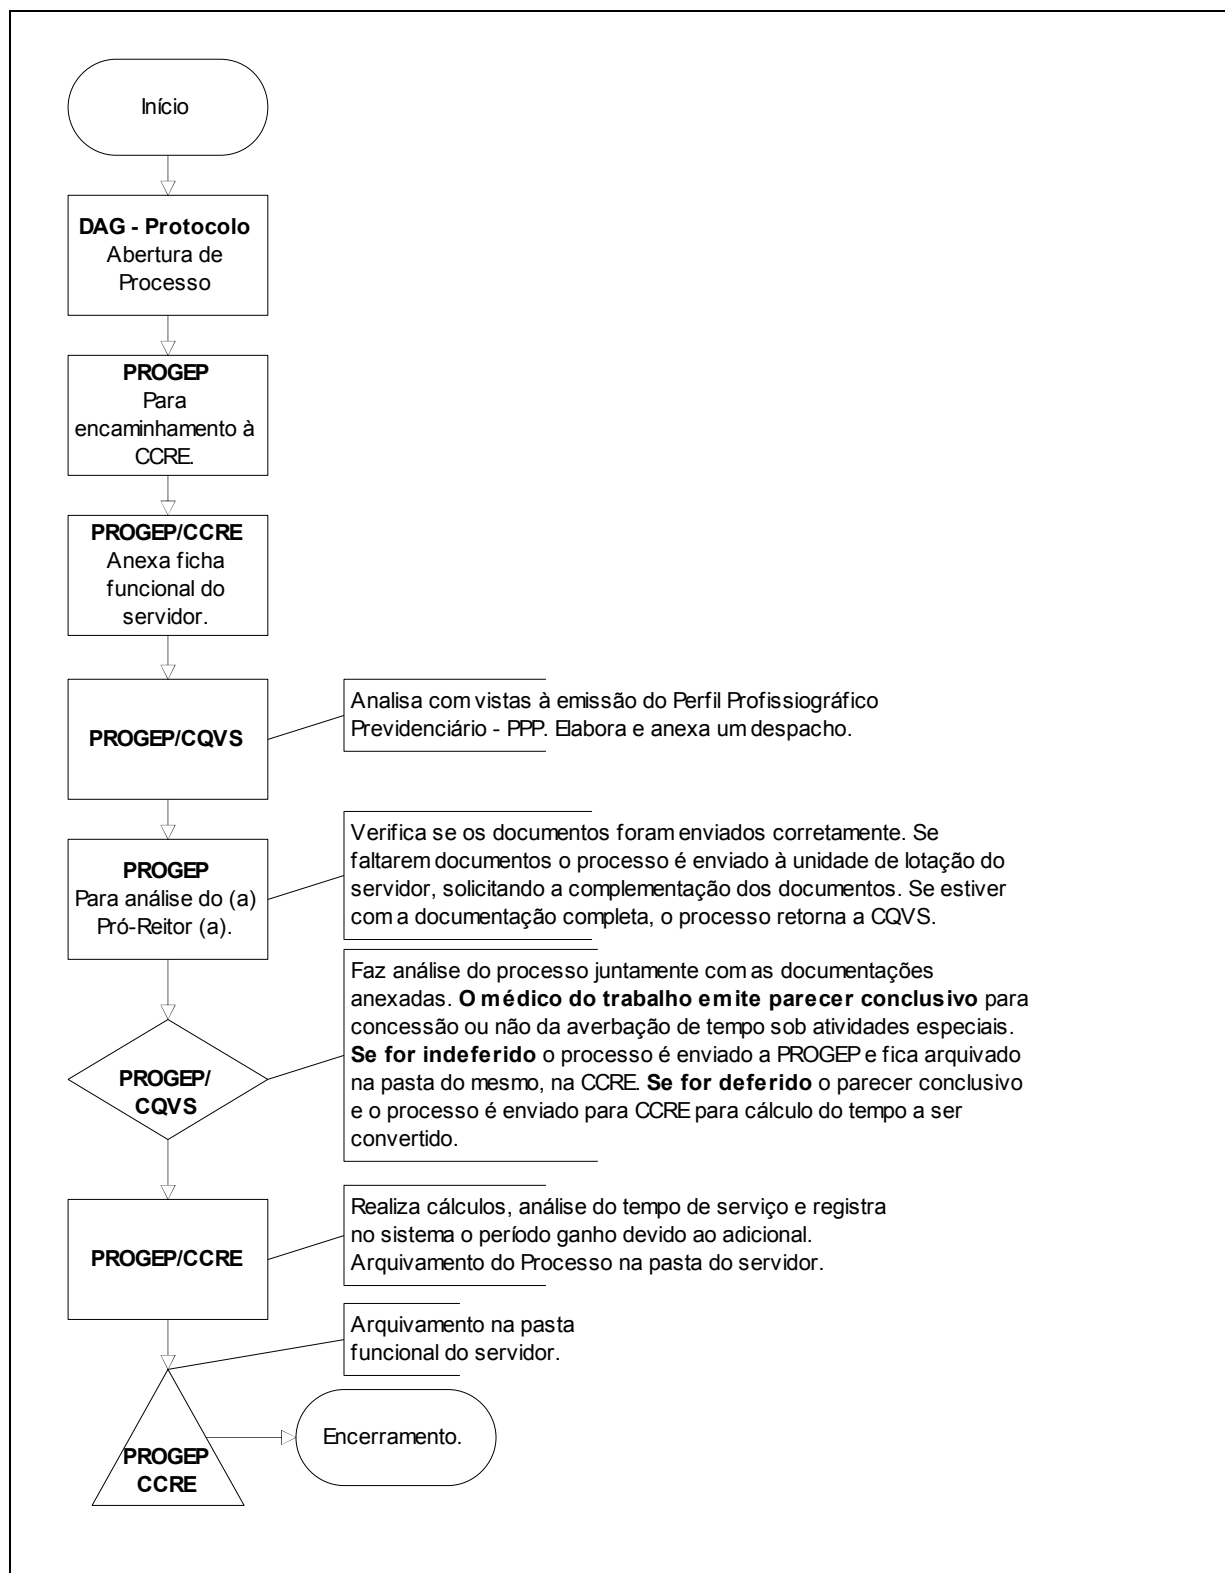 Início
DAG - Protocolo
Abertura de
Processo
PROGEP
Para
encaminhamento à
CCRE.
PROGEP/CCRE
Anexa ficha
funcional do
servidor.
PROGEP/CQVS
Analisa com vistas à emissão do Perfil Profissiográfico
Previdenciário - PPP. Elabora e anexa um despacho.
PROGEP
Para análise do (a)
Pró-Reitor (a).
Verifica se os documentos foram enviados corretamente. Se
faltarem documentos o processo é enviado à unidade de lotação do
servidor, solicitando a complementação dos documentos. Se estiver
com a documentação completa, o processo retorna a CQVS.
PROGEP/
CQVS
Faz análise do processo juntamente com as documentações
anexadas. O médico do trabalho emite parecer conclusivo para
concessão ou não da averbação de tempo sob atividades especiais.
Se for indeferido o processo é enviado a PROGEP e fica arquivado
na pasta do mesmo, na CCRE. Se for deferido o parecer conclusivo
e o processo é enviado para CCRE para cálculo do tempo a ser
convertido.
PROGEP/CCRE
Realiza cálculos, análise do tempo de serviço e registra
no sistema o período ganho devido ao adicional.
Arquivamento do Processo na pasta do servidor.
Arquivamento na pasta
funcional do servidor.
PROGEP
CCRE
Encerramento.